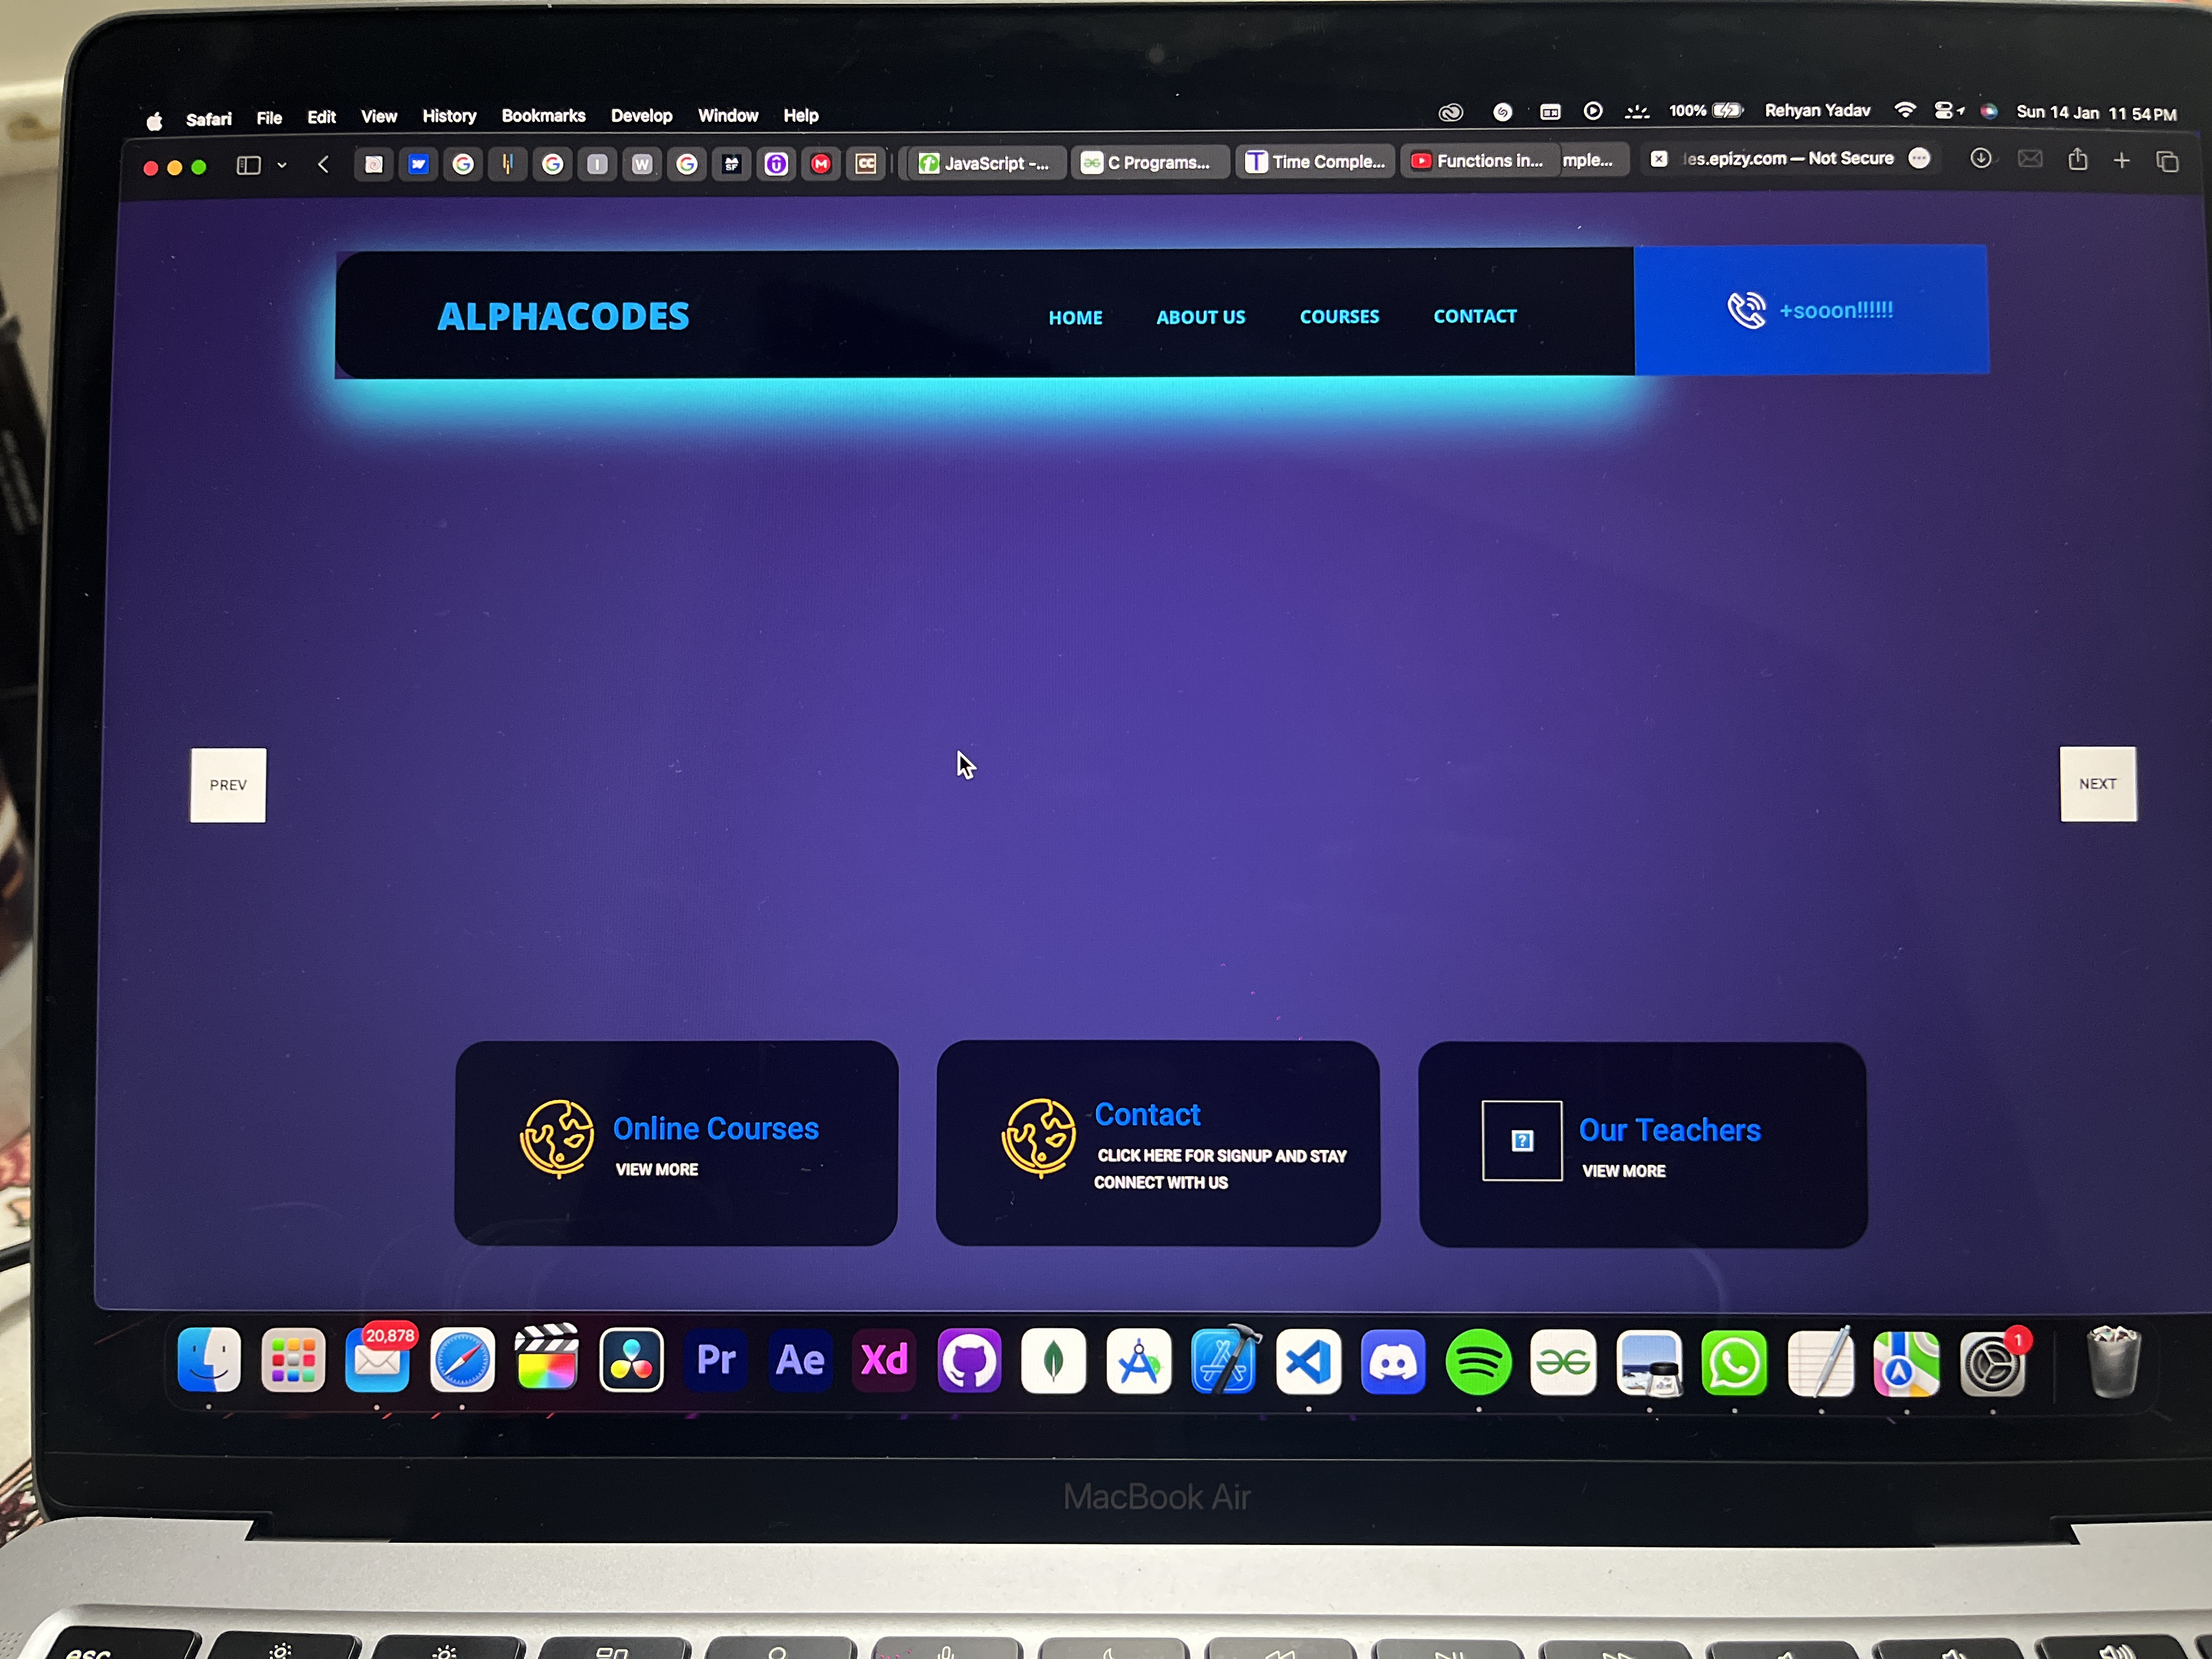 Safari File Edit View History Bookmarks Develop Window Help 100% Rehyan Yadav Sun 14 Jan 11 54 PM
W SF M CC JavaScript -... C Programs... T Time Comple... Functions in... mple... les.epizy.com — Not Secure
ALPHACODES HOME ABOUT US COURSES CONTACT +sooon!!!!!!
PREV NEXT
Online Courses
VIEW MORE
Contact
CLICK HERE FOR SIGNUP AND STAY
CONNECT WITH US
?
Our Teachers
VIEW MORE
20,878 Pr Ae Xd 1
MacBook Air
esc